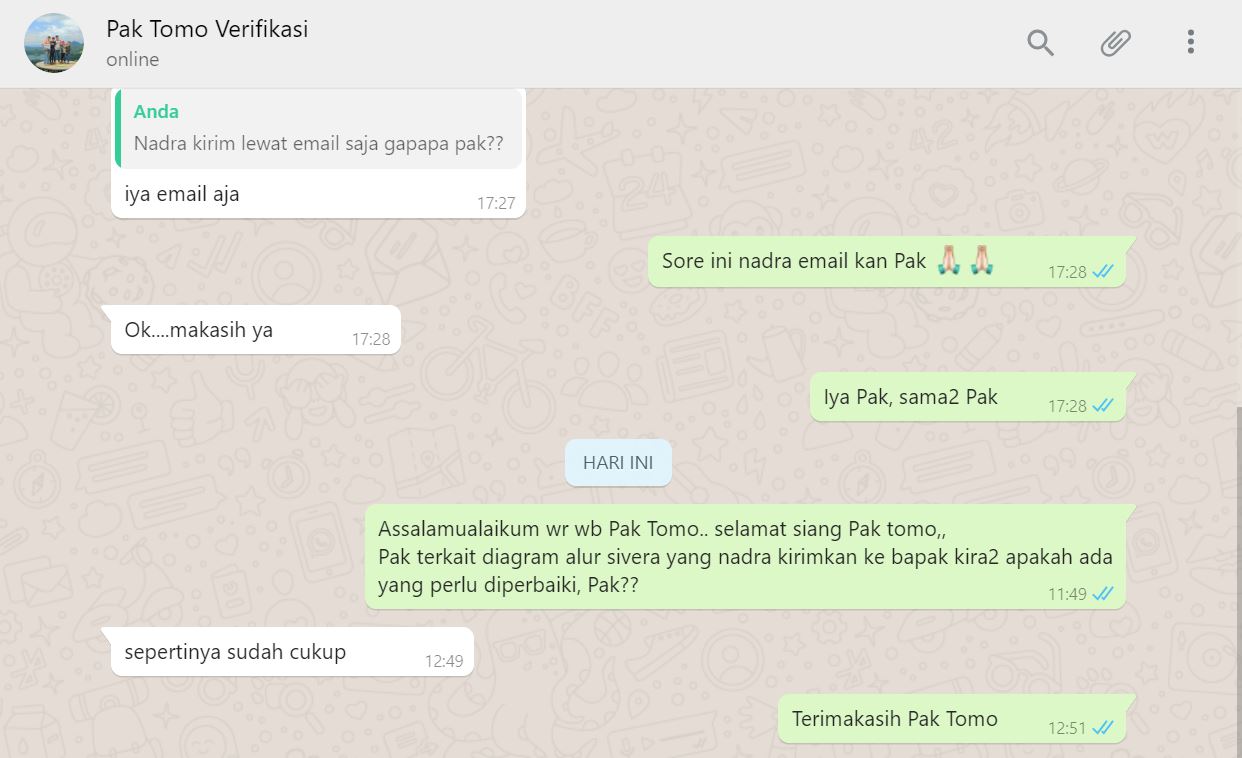 Pak Tomo Verifikasi
online
Anda
Nadra kirim lewat email saja gapapa pak??
iya email aja
17:27
Sore ini nadra email kan Pak 🙏🏻 🙏🏻
17:28
Ok....makasih ya
17:28
Iya Pak, sama2 Pak
17:28
HARI INI
Assalamualaikum wr wb Pak Tomo.. selamat siang Pak tomo,,
Pak terkait diagram alur sivera yang nadra kirimkan ke bapak kira2 apakah ada
yang perlu diperbaiki, Pak??
11:49
sepertinya sudah cukup
12:49
Terimakasih Pak Tomo
12:51